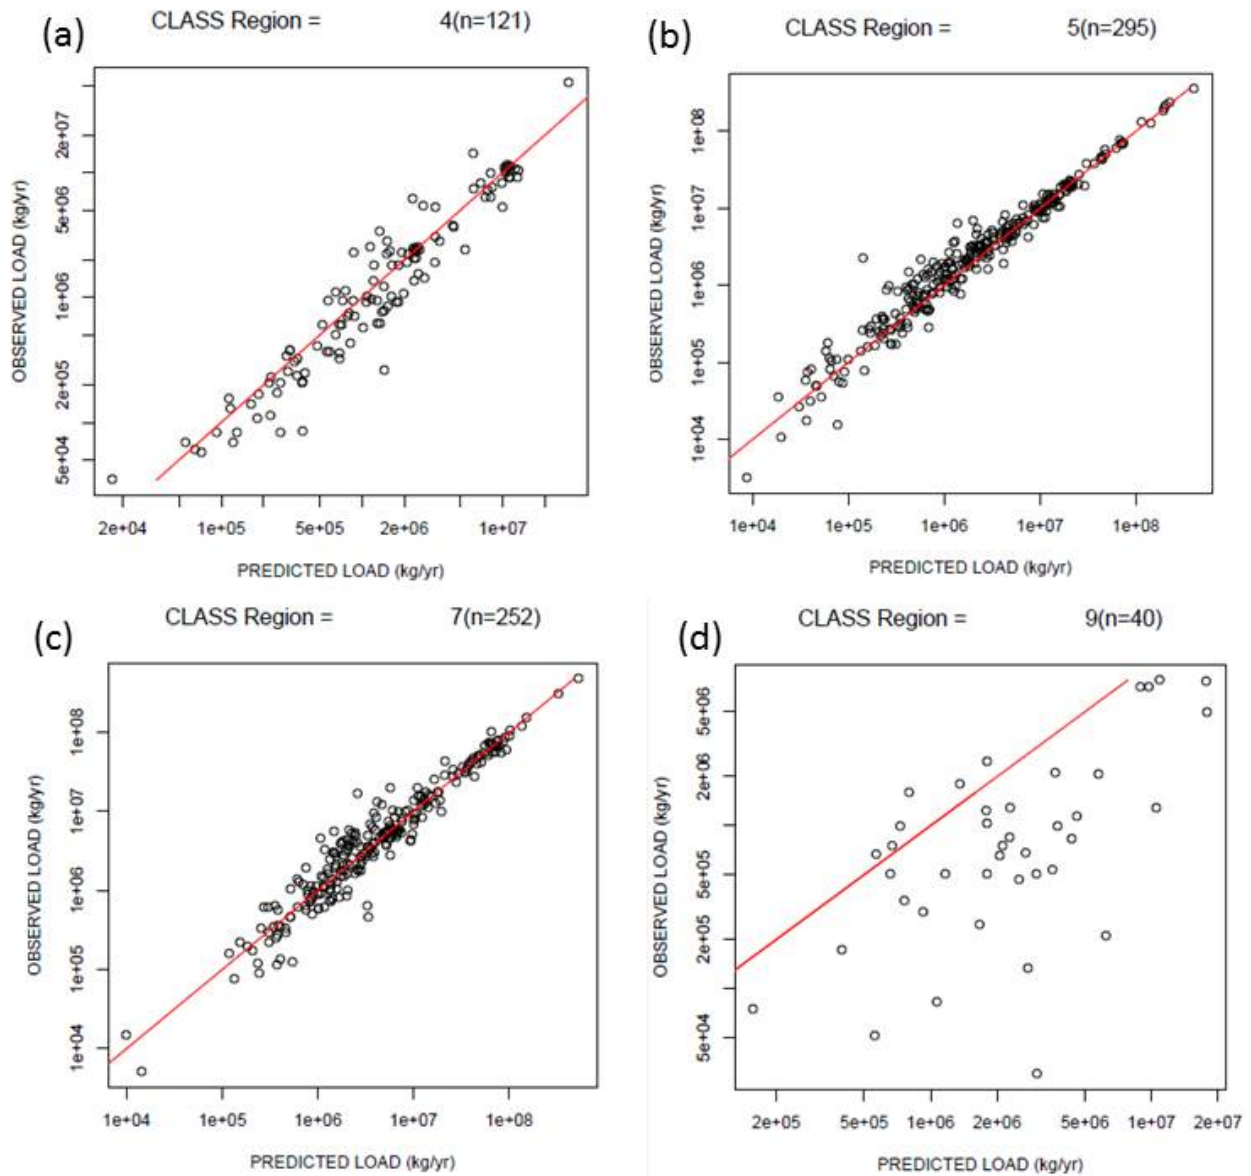 (a) CLASS Region = 4(n=121)
OBSERVED LOAD (kg/yr)
2e+07
5e+06
1e+06
2e+05
5e+04
2e+04 1e+05 5e+05 2e+06 1e+07
PREDICTED LOAD (kg/yr)
(b) CLASS Region = 5(n=295)
OBSERVED LOAD (kg/yr)
1e+08
1e+07
1e+06
1e+05
1e+04
1e+04 1e+05 1e+06 1e+07 1e+08
PREDICTED LOAD (kg/yr)
(c) CLASS Region = 7(n=252)
OBSERVED LOAD (kg/yr)
1e+08
1e+07
1e+06
1e+05
1e+04
1e+04 1e+05 1e+06 1e+07 1e+08
PREDICTED LOAD (kg/yr)
(d) CLASS Region = 9(n=40)
OBSERVED LOAD (kg/yr)
5e+06
2e+06
5e+05
2e+05
5e+04
2e+05 5e+05 1e+06 2e+06 5e+06 1e+07 2e+07
PREDICTED LOAD (kg/yr)